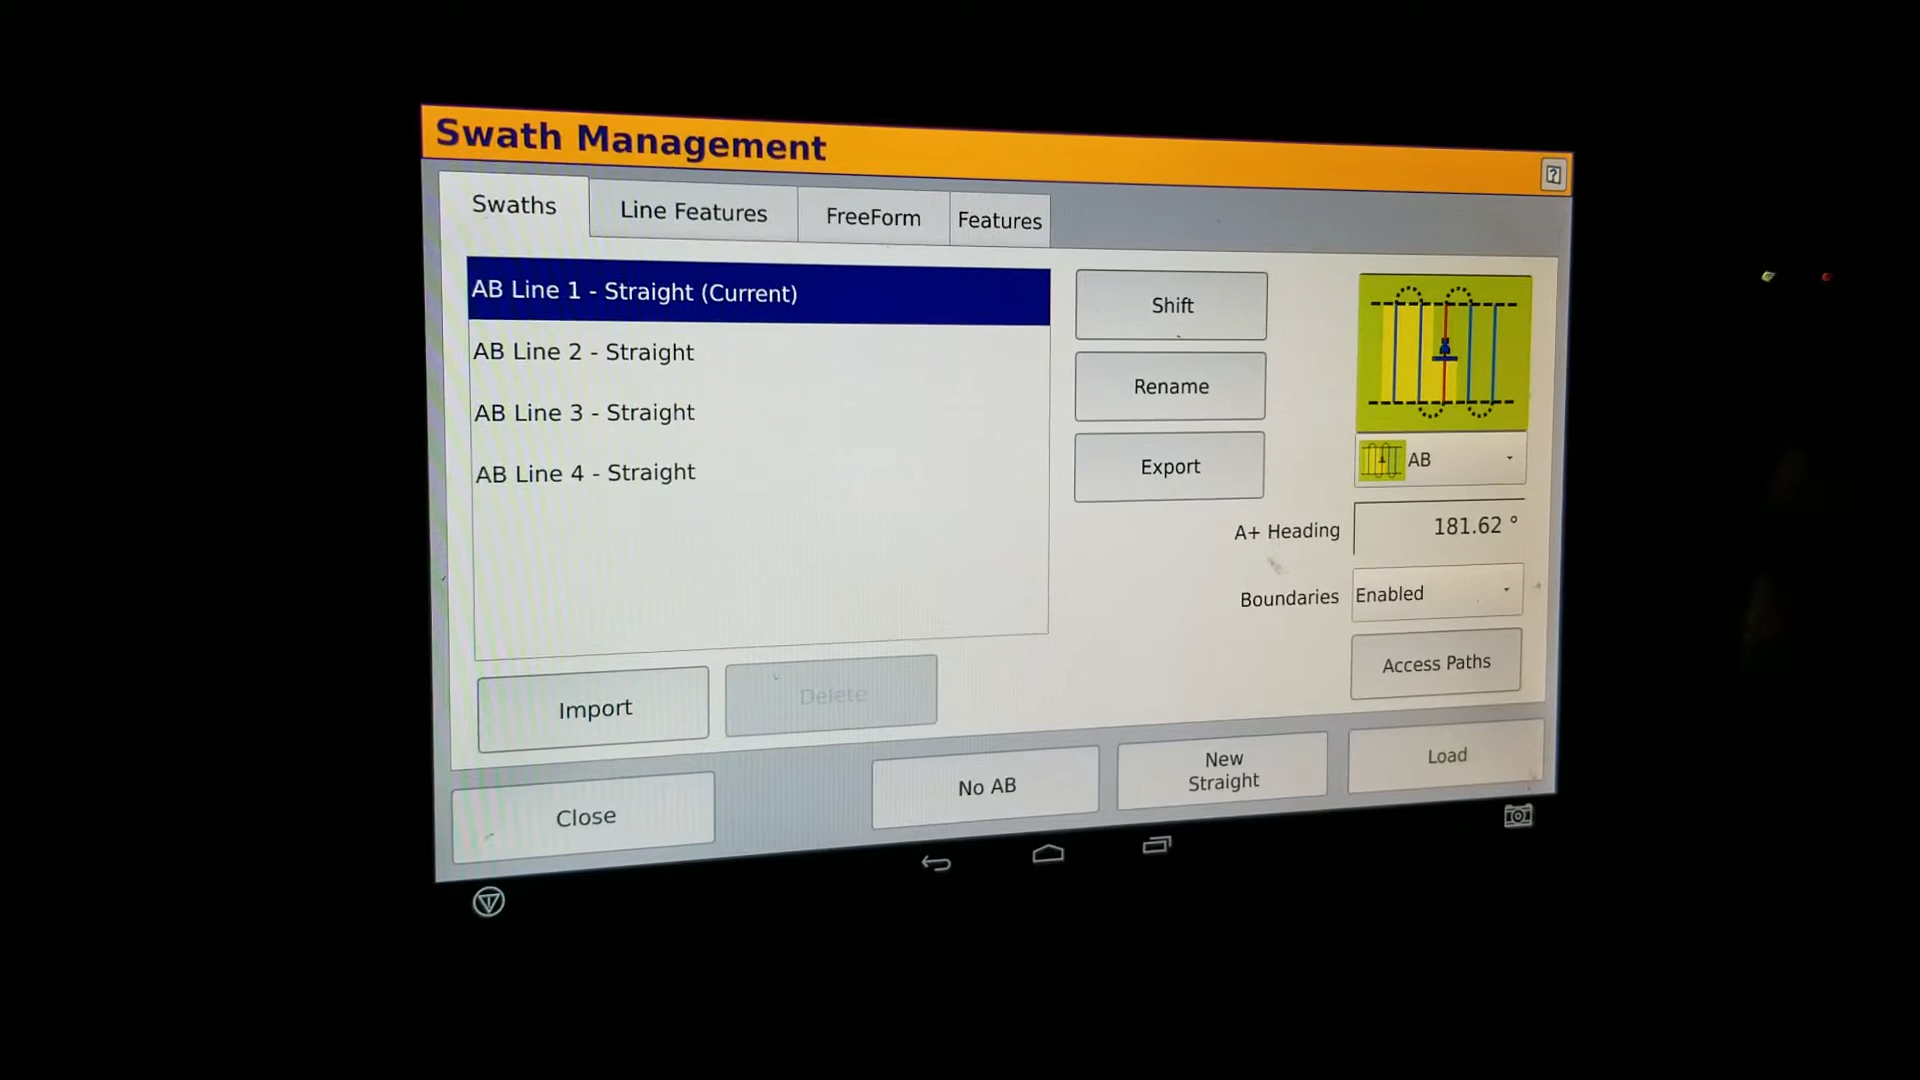 Swath Management
?
Swaths
Line Features
FreeForm
Features
AB Line 1 - Straight (Current)
AB Line 2 - Straight
AB Line 3 - Straight
AB Line 4 - Straight
Shift
Rename
Export
AB
A+ Heading
181.62 °
Boundaries
Enabled
Access Paths
Import
Delete
Close
No AB
New
Straight
Load